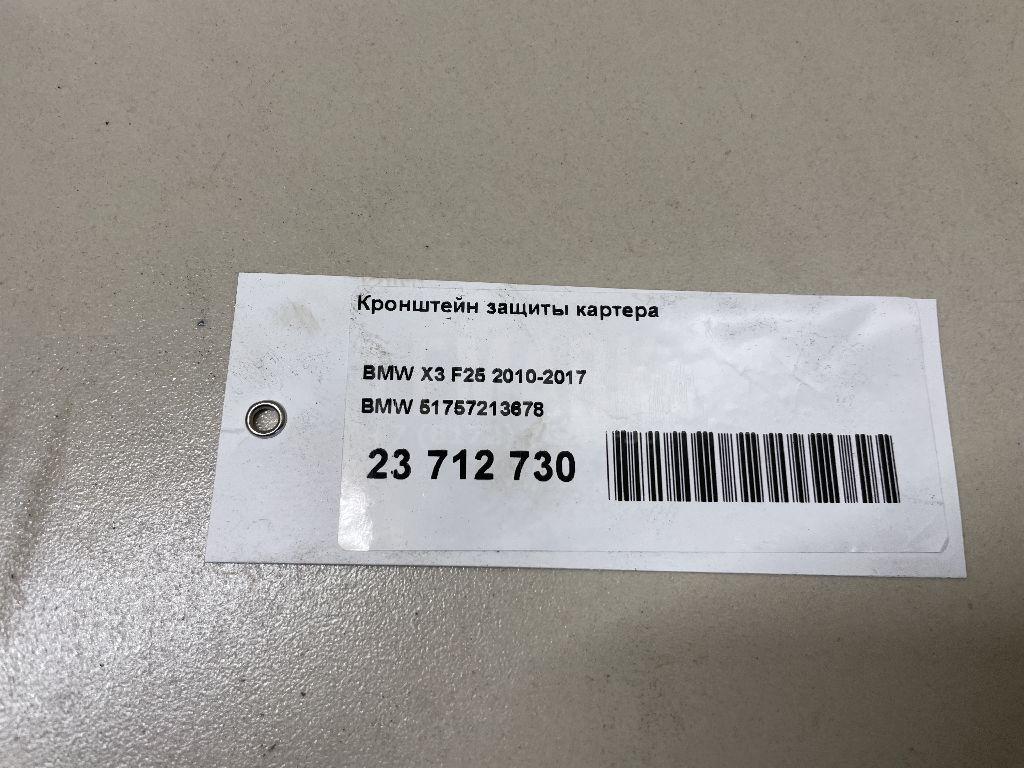 Кронштейн защиты картера
BMW X3 F25 2010-2017
BMW 51757213678
23 712 730